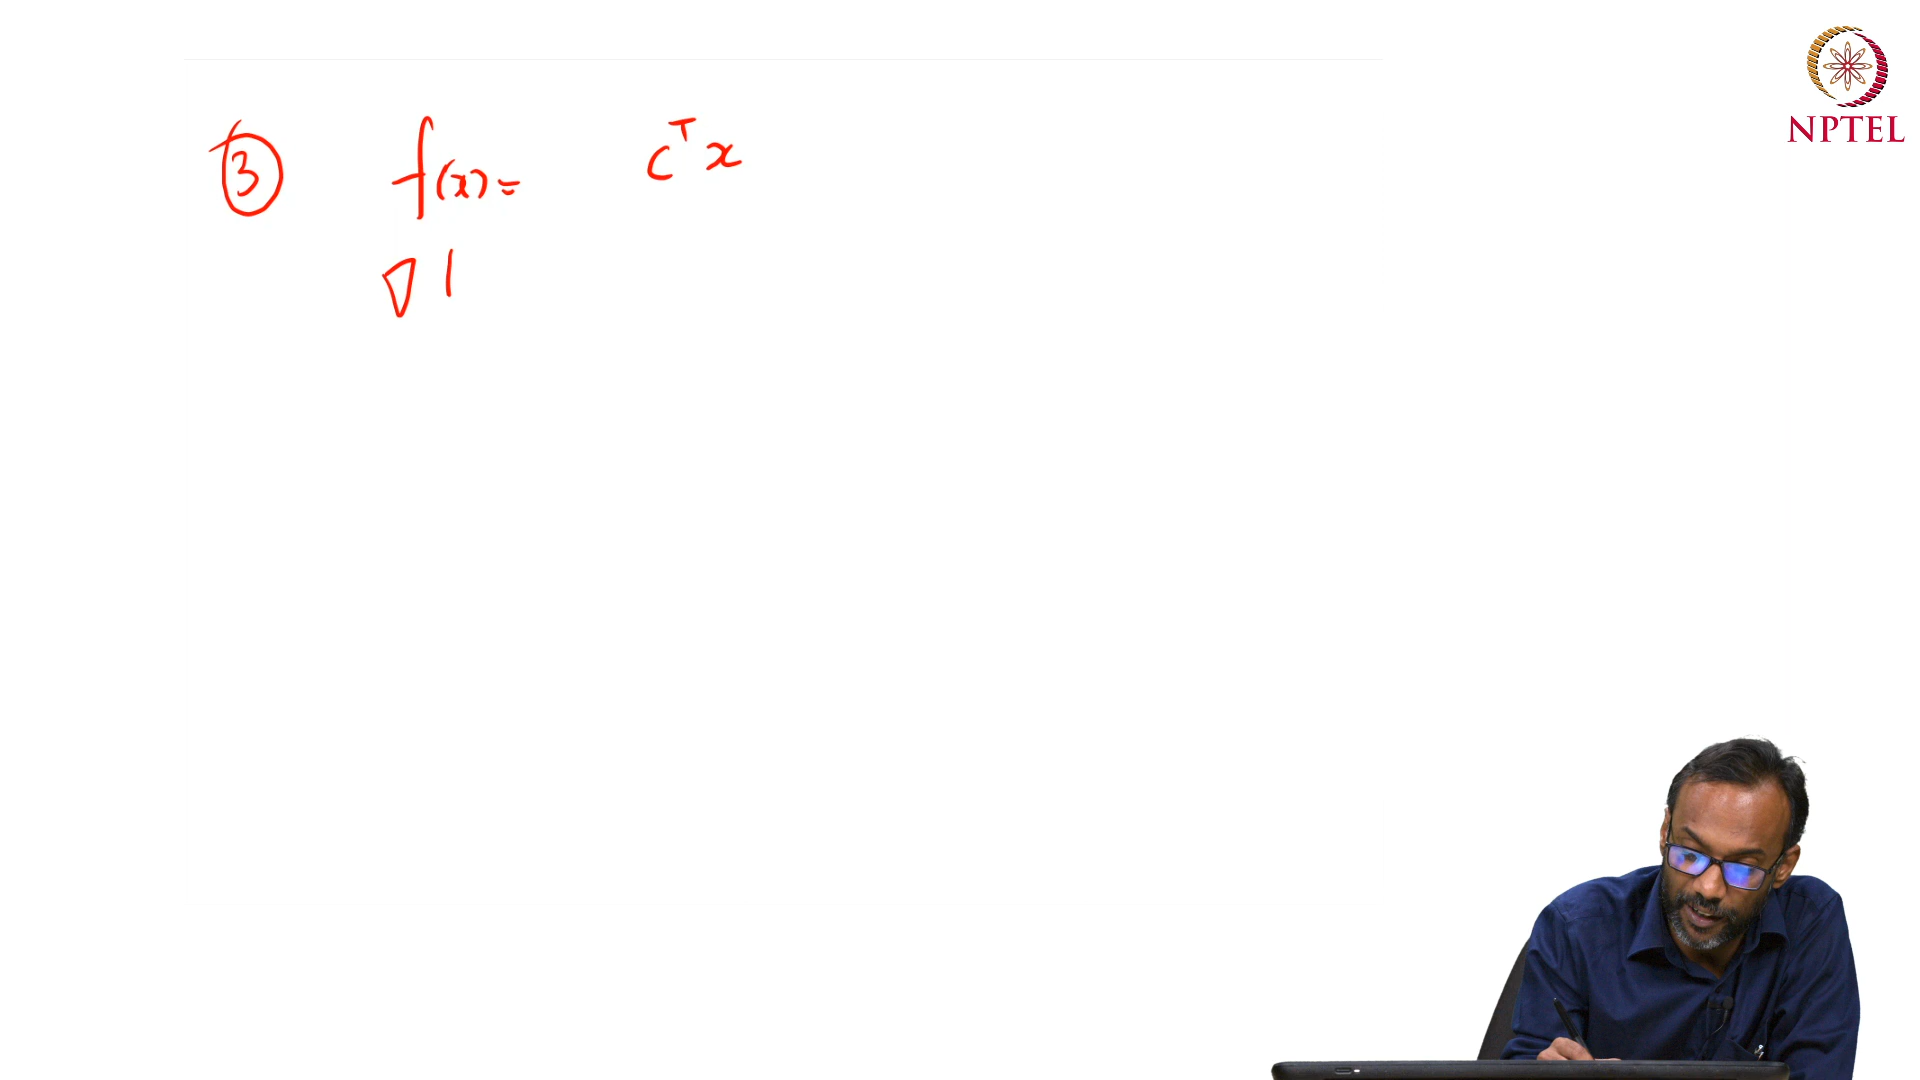 ③ f(x) = cᵀx
∇
NPTEL